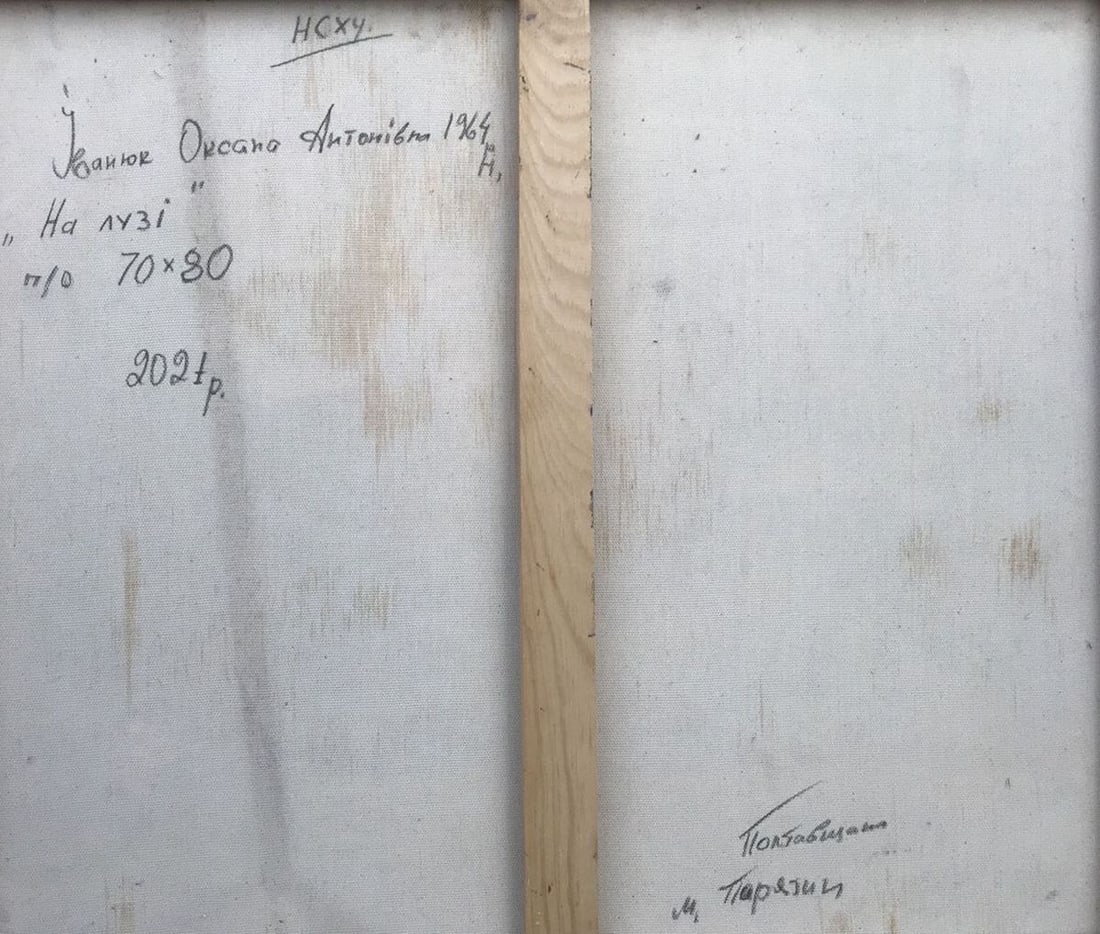 НСХУ.
Іванюк Оксана Антонівна 1964 р.н,
„ На лузі "
п/о 70×80
2021р.
Полтавщина
м, Пирятин